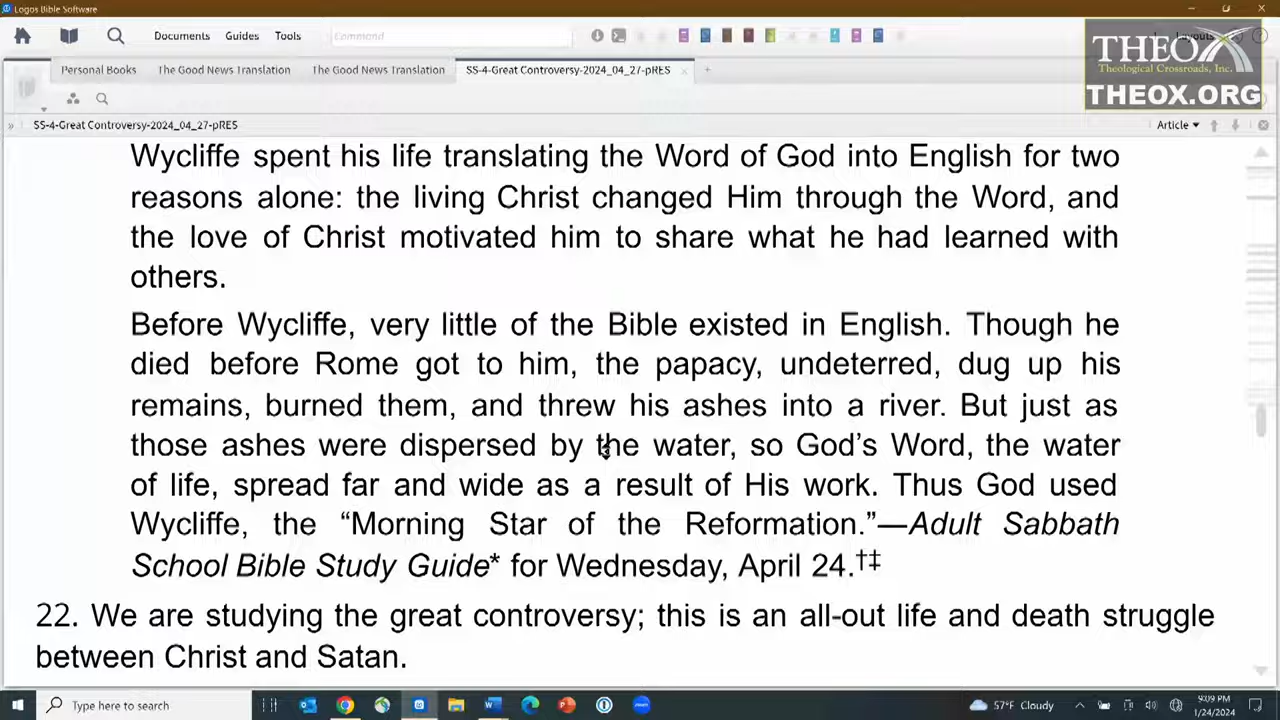 Logos Bible Software
Documents Guides Tools Command
THEOX
Theological Crossroads, Inc.
THEOX.ORG
Personal Books The Good News Translation The Good News Transl SS-4-Great Controversy-2024_04_27-pRES
SS-4-Great Controversy-2024_04_27-pRES Article
Wycliffe spent his life translating the Word of God into English for two
reasons alone: the living Christ changed Him through the Word, and
the love of Christ motivated him to share what he had learned with
others.
Before Wycliffe, very little of the Bible existed in English. Though he
died before Rome got to him, the papacy, undeterred, dug up his
remains, burned them, and threw his ashes into a river. But just as
those ashes were dispersed by the water, so God’s Word, the water
of life, spread far and wide as a result of His work. Thus God used
Wycliffe, the “Morning Star of the Reformation.”—Adult Sabbath
School Bible Study Guide* for Wednesday, April 24.†‡
22. We are studying the great controversy; this is an all-out life and death struggle
between Christ and Satan.
Type here to search 57°F Cloudy 9:09 PM
1/24/2024